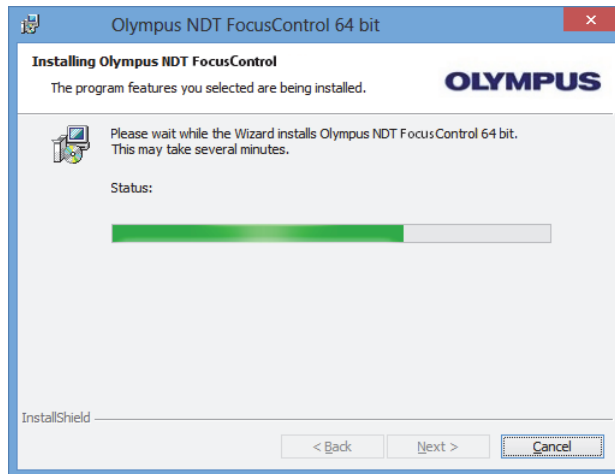 Olympus NDT FocusControl 64 bit
Installing Olympus NDT FocusControl
The program features you selected are being installed.
OLYMPUS
Please wait while the Wizard installs Olympus NDT FocusControl 64 bit.
This may take several minutes.
Status:
InstallShield
< Back Next > Cancel